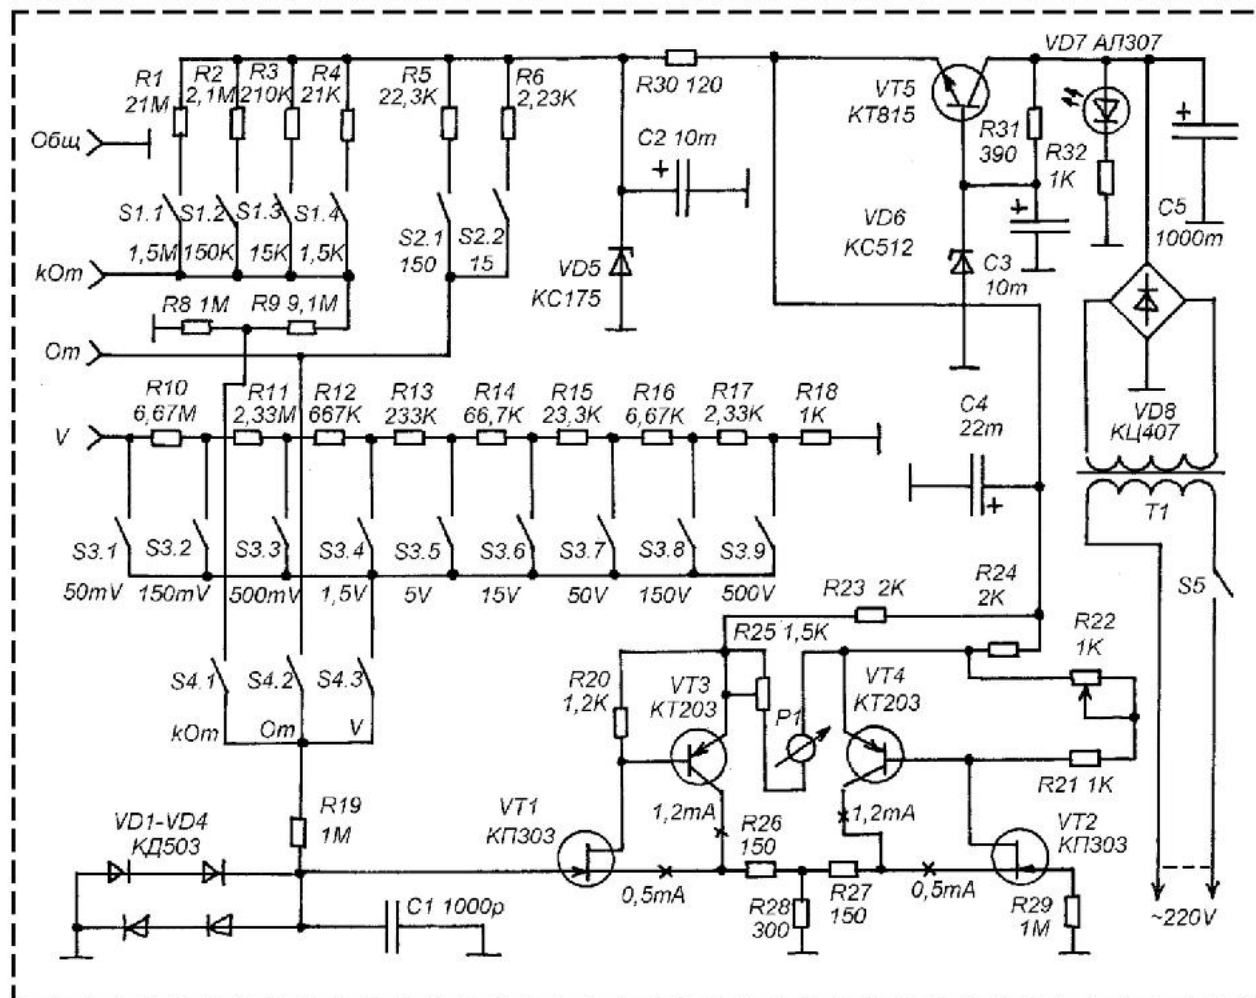 VD7 АЛ307
R1
21M
R2
2,1M
R3
210K
R4
21K
R5
22,3K
R6
2,23K
R30 120
VT5
КТ815
R31
390
R32
1K
C5
1000m
Общ
C2 10m
S1.1
S1.2
S1.3
S1.4
1,5M
150K
15K
1,5K
S2.1
150
S2.2
15
VD5
КС175
VD6
КС512
C3
10m
kОm
R8 1M
R9 9,1M
Оm
R10
6,67M
R11
2,33M
R12
667K
R13
233K
R14
66,7K
R15
23,3K
R16
6,67K
R17
2,33K
R18
1K
C4
22m
VD8
КЦ407
V
T1
S3.1
S3.2
S3.3
S3.4
S3.5
S3.6
S3.7
S3.8
S3.9
50mV
150mV
500mV
1,5V
5V
15V
50V
150V
500V
S5
R23 2K
R24
2K
R25 1,5K
R22
1K
S4.1
S4.2
S4.3
kОm
Оm
V
R20
1,2K
VT3
КТ203
P1
VT4
КТ203
R21 1K
R19
1M
VD1-VD4
КД503
VT1
КП303
1,2mA
1,2mA
R26
150
VT2
КП303
0,5mA
R28
300
R27
150
0,5mA
R29
1M
C1 1000p
~220V